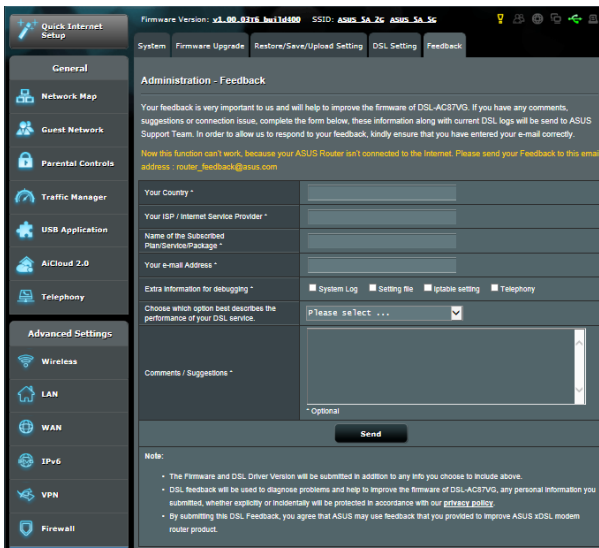 Quick Internet
Setup
Firmware Version: v1.00.03r6_build400 SSID: ASUS_SA_2G ASUS_SA_5G
System Firmware Upgrade Restore/Save/Upload Setting DSL Setting Feedback
General
Network Map
Guest Network
Parental Controls
Traffic Manager
USB Application
AiCloud 2.0
Telephony
Advanced Settings
Wireless
LAN
WAN
IPv6
VPN
Firewall
Administration - Feedback
Your feedback is very important to us and will help to improve the firmware of DSL-AC87VG. If you have any comments,
suggestions or connection issue, complete the form below, these information along with current DSL logs will be send to ASUS
Support Team. In order to allow us to respond to your feedback, kindly ensure that you have entered your e-mail correctly.
Now this function can't work, because your ASUS Router isn't connected to the Internet. Please send your Feedback to this email
address : router_feedback@asus.com
Your Country *
Your ISP / Internet Service Provider *
Name of the Subscribed
Plan/Service/Package *
Your e-mail Address *
Extra information for debugging * System Log Setting file Iptable setting Telephony
Choose which option best describes the
performance of your DSL service.
Please select ...
Comments / Suggestions *
* Optional
Send
Note:
• The Firmware and DSL Driver Version will be submitted in addition to any info you choose to include above.
• DSL feedback will be used to diagnose problems and help to improve the firmware of DSL-AC87VG, any personal information you
submitted, whether explicitly or incidentally will be protected in accordance with our privacy policy.
• By submitting this DSL Feedback, you agree that ASUS may use feedback that you provided to improve ASUS xDSL modem
router product.